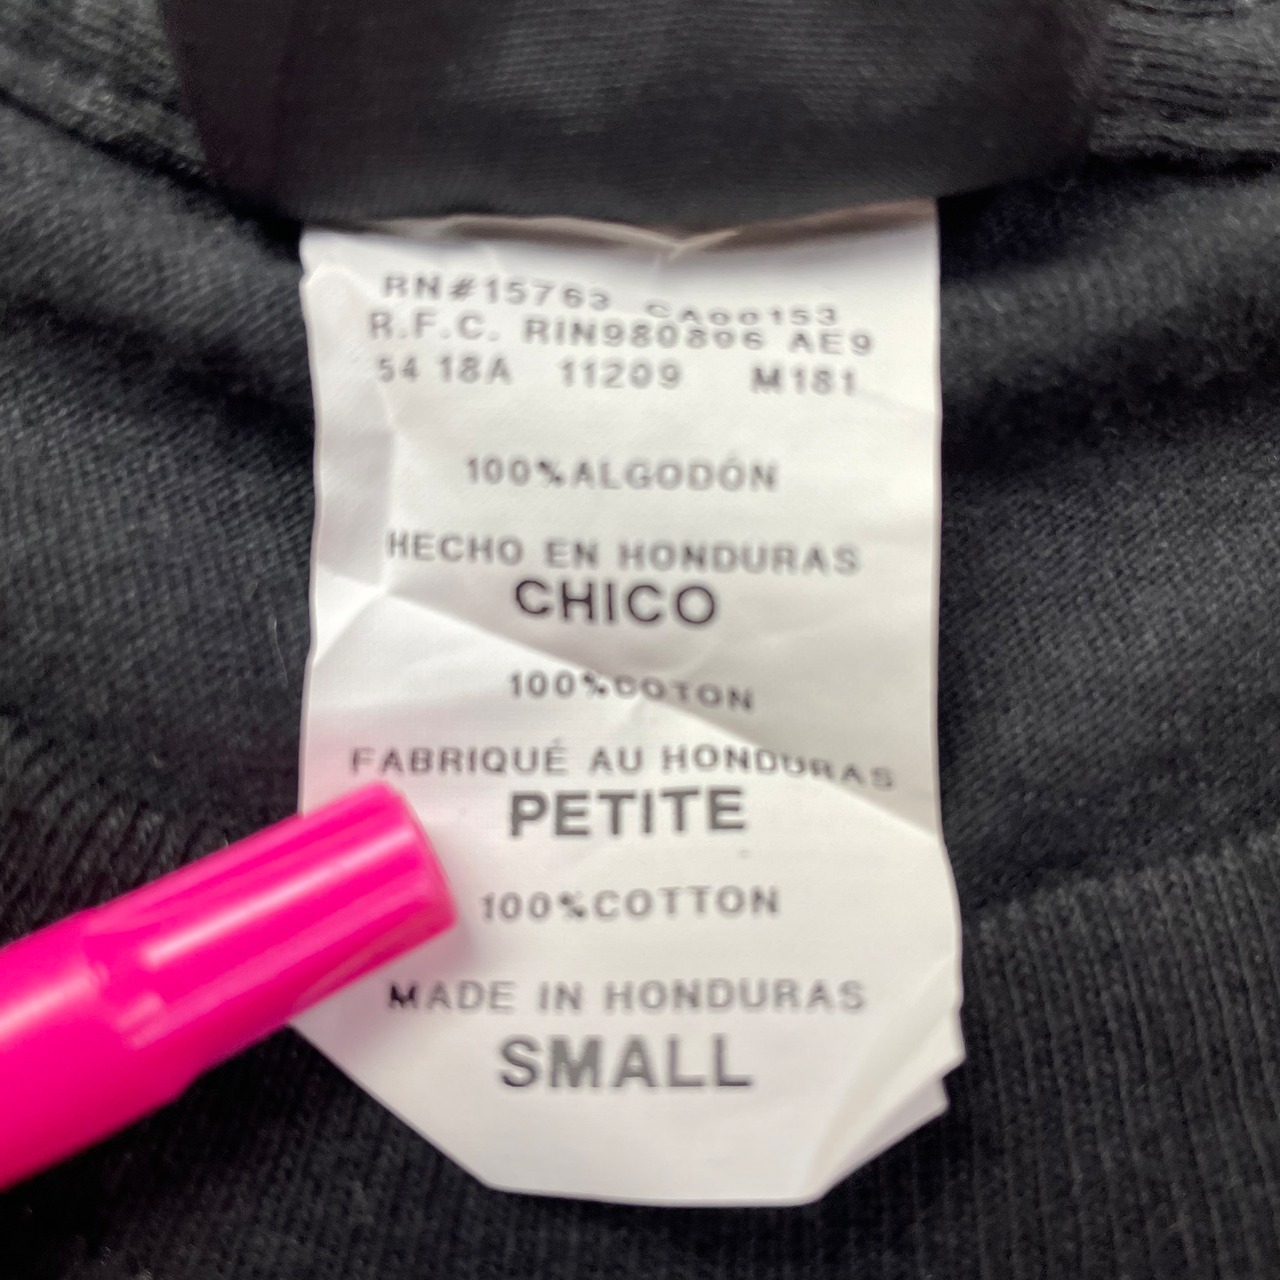 RN#15763 CA00153
R.F.C. RIN980806 AE9
54 18A 11209 M181
100%ALGODÓN
HECHO EN HONDURAS
CHICO
100%COTON
FABRIQUÉ AU HONDURAS
PETITE
100%COTTON
MADE IN HONDURAS
SMALL